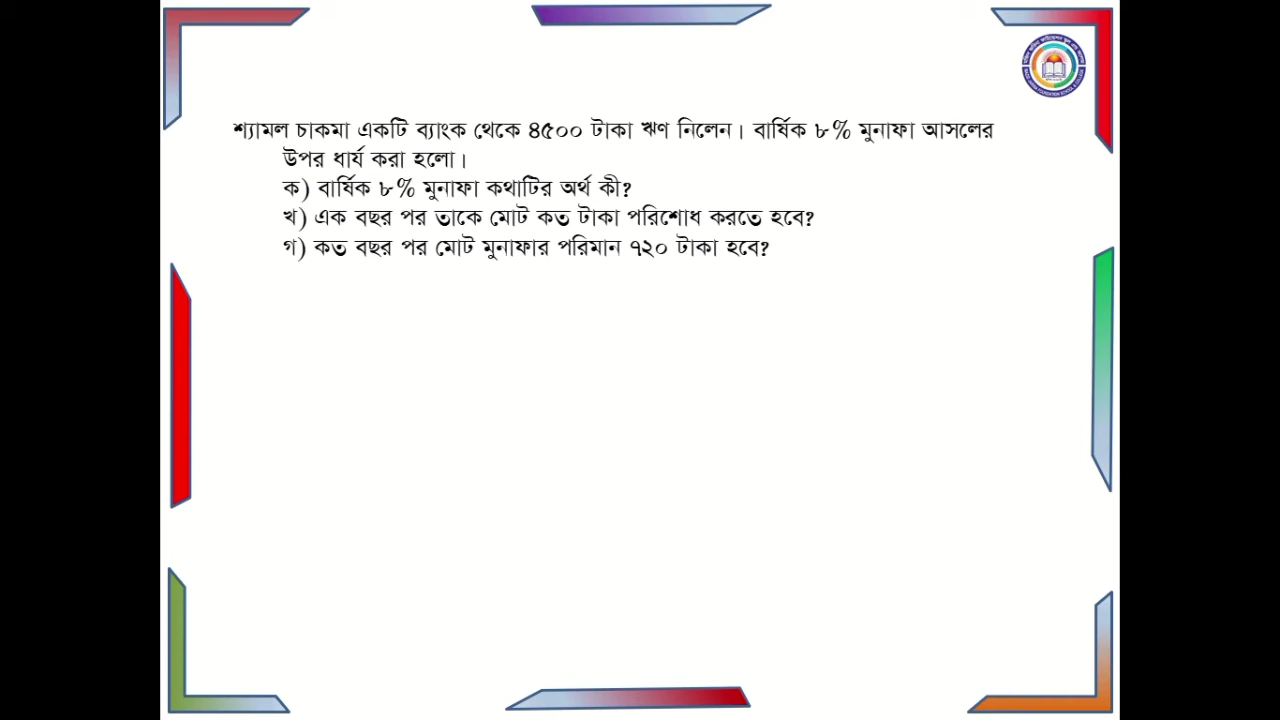 শ্যামল চাকমা একটি ব্যাংক থেকে ৪৫০০ টাকা ঋণ নিলেন। বার্ষিক ৮% মুনাফা আসলের
উপর ধার্য করা হলো।
ক) বার্ষিক ৮% মুনাফা কথাটির অর্থ কী?
খ) এক বছর পর তাকে মোট কত টাকা পরিশোধ করতে হবে?
গ) কত বছর পর মোট মুনাফার পরিমান ৭২০ টাকা হবে?